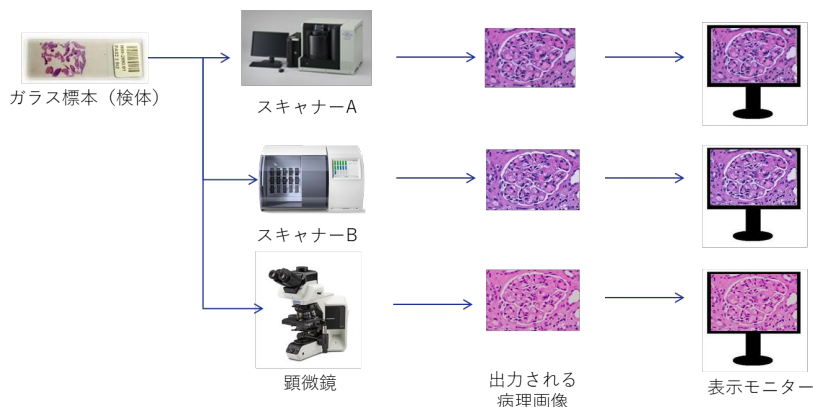 ガラス標本（検体）
スキャナーA
スキャナーB
顕微鏡
出力される
病理画像
表示モニター